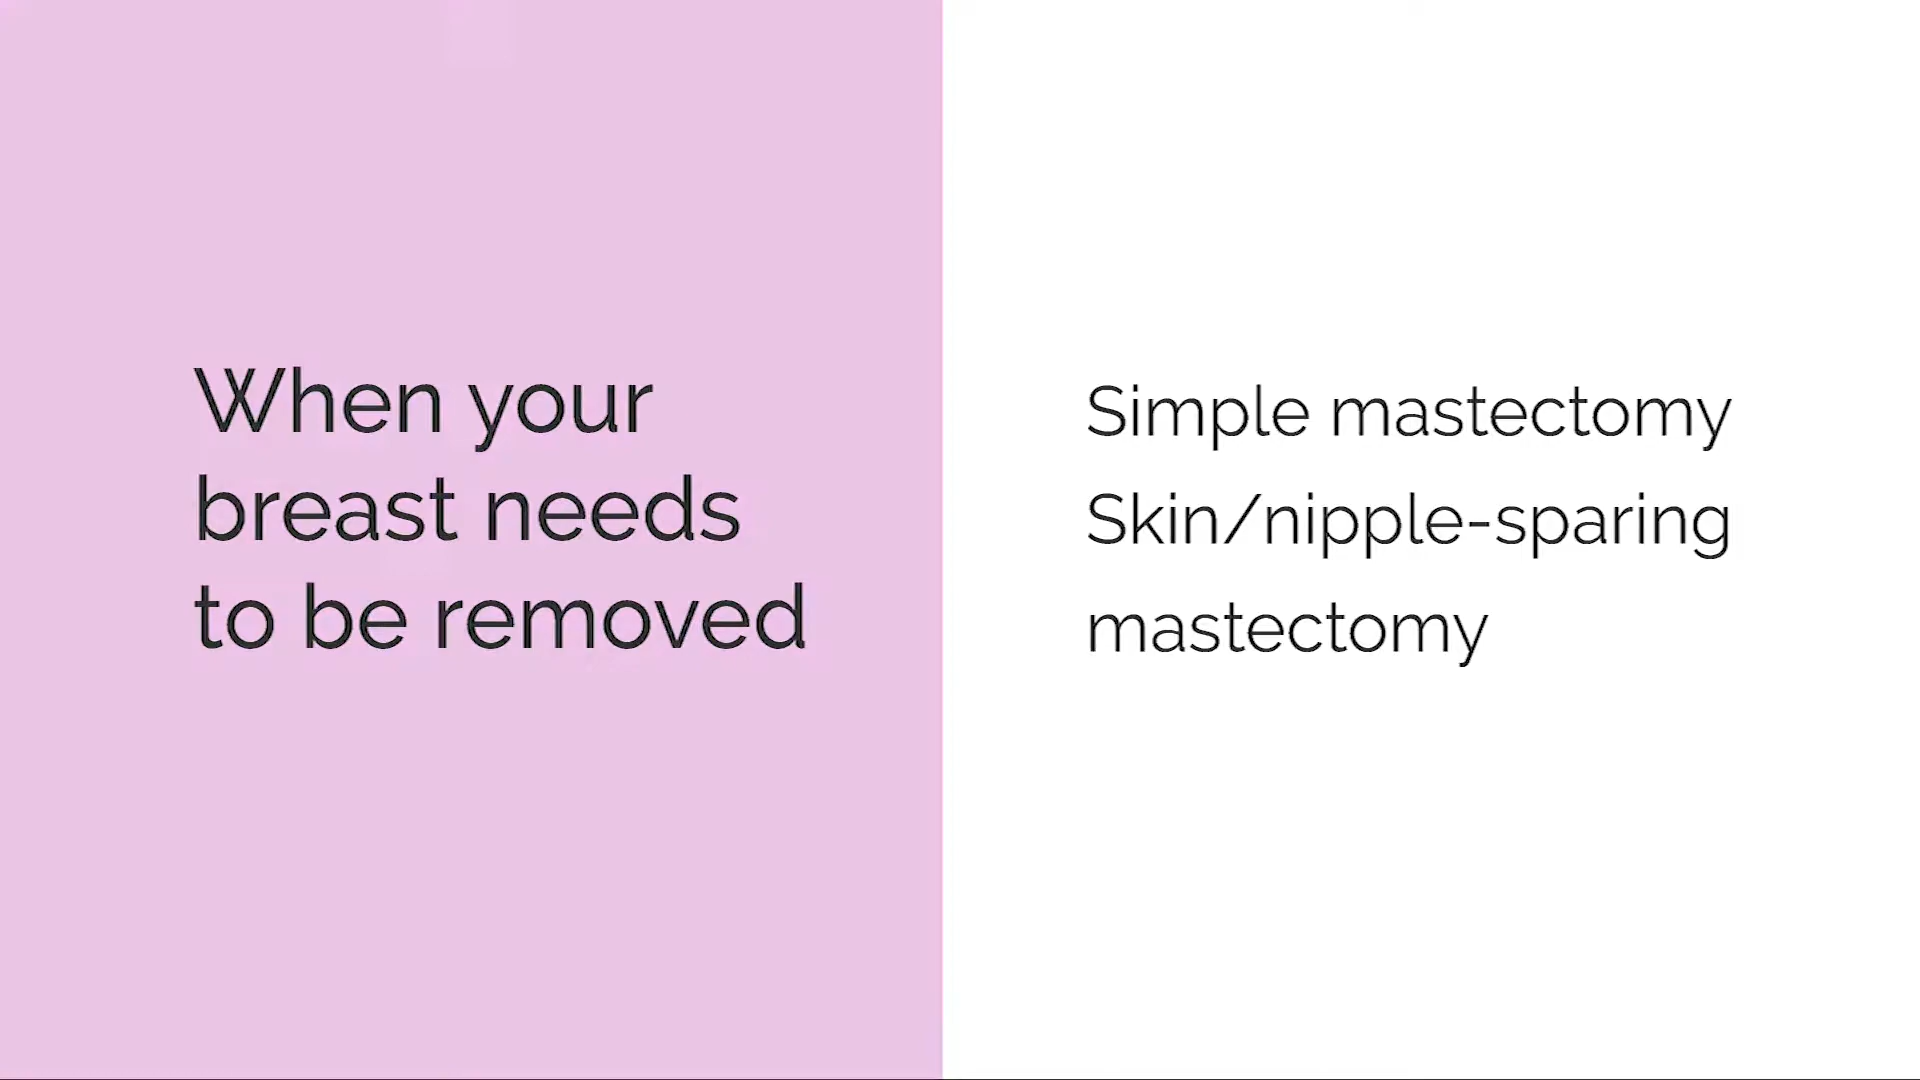 When your
breast needs
to be removed
Simple mastectomy
Skin/nipple-sparing
mastectomy